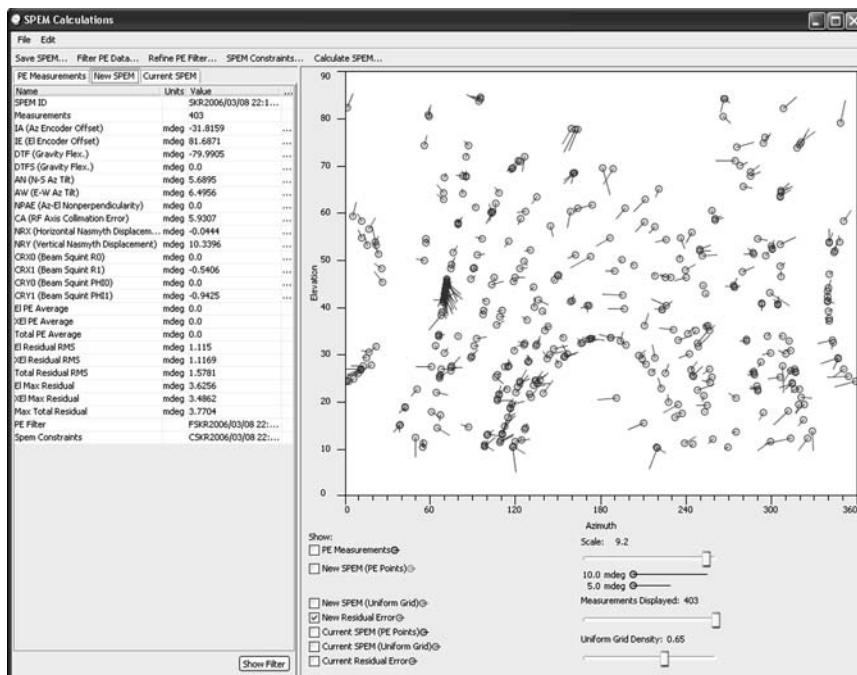 SPEM Calculations
File Edit
Save SPEM... Filter PE Data... Refine PE Filter... SPEM Constraints... Calculate SPEM...
PE Measurements New SPEM Current SPEM
Name Units Value ...
SPEM ID SKR2006/03/08 22:1...
Measurements 403
IA (Az Encoder Offset) mdeg -31.8159 ...
IE (El Encoder Offset) mdeg 81.6871 ...
DTF (Gravity Flex.) mdeg -79.9905 ...
DTFS (Gravity Flex.) mdeg 0.0 ...
AN (N-S Az Tilt) mdeg 5.6895 ...
AW (E-W Az Tilt) mdeg 6.4956 ...
NPAE (Az-El Nonperpendicularity) mdeg 0.0 ...
CA (RF Axis Collimation Error) mdeg 5.9307 ...
NRX (Horizontal Nasmyth Displacem... mdeg -0.0444 ...
NRY (Vertical Nasmyth Displacement) mdeg 10.3396 ...
CRX0 (Beam Squint R0) mdeg 0.0 ...
CRX1 (Beam Squint R1) mdeg -0.5406 ...
CRY0 (Beam Squint PHI0) mdeg 0.0 ...
CRY1 (Beam Squint PHI1) mdeg -0.9425 ...
El PE Average mdeg 0.0
XEl PE Average mdeg 0.0
Total PE Average mdeg 0.0
El Residual RMS mdeg 1.115
XEl Residual RMS mdeg 1.1169
Total Residual RMS mdeg 1.5781
El Max Residual mdeg 3.6256
XEl Max Residual mdeg 3.4862
Max Total Residual mdeg 3.7704
PE Filter FSKR2006/03/08 22:...
Spem Constraints CSKR2006/03/08 22:...
Show Filter
90
80
70
60
50
40
30
20
10
0
Elevation
0 60 120 180 240 300 360
Azimuth
Show:
PE Measurements
New SPEM (PE Points)
New SPEM (Uniform Grid)
New Residual Error
Current SPEM (PE Points)
Current SPEM (Uniform Grid)
Current Residual Error
Scale: 9.2
10.0 mdeg
5.0 mdeg
Measurements Displayed: 403
Uniform Grid Density: 0.65